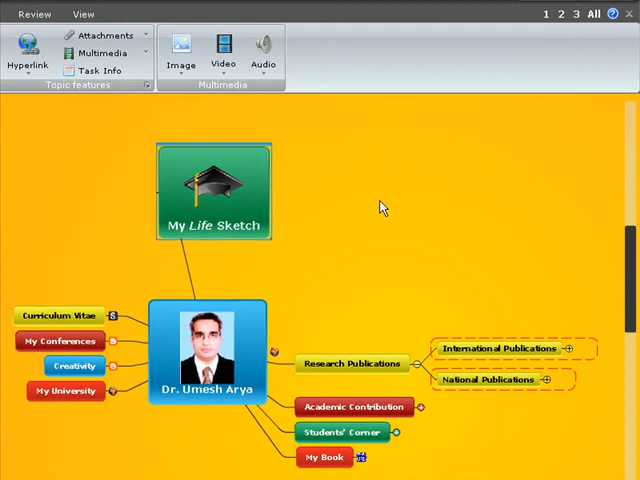 Review View 1 2 3 All
Attachments
Multimedia
Task Info
Hyperlink
Image Video Audio
Topic features Multimedia
My Life Sketch
Dr. Umesh Arya
Curriculum Vitae
My Conferences
Creativity
My University
Research Publications
International Publications
National Publications
Academic Contribution
Students' Corner
My Book